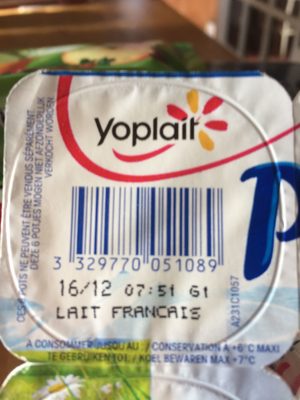 Yoplait
CES 6 POTS NE PEUVENT ÊTRE VENDUS SÉPARÉMENT
DEZE 6 POTJES MOGEN NIET AFZONDERLIJK
VERKOCHT WORDEN
3 329770 051089
16/12 07:51 G1
LAIT FRANCAIS
A231C1057
A CONSOMMER JUSQU'AU : / CONSERVATION A +6°C MAXI
TE GEBRUIKEN TOT : / KOEL BEWAREN MAX +7°C